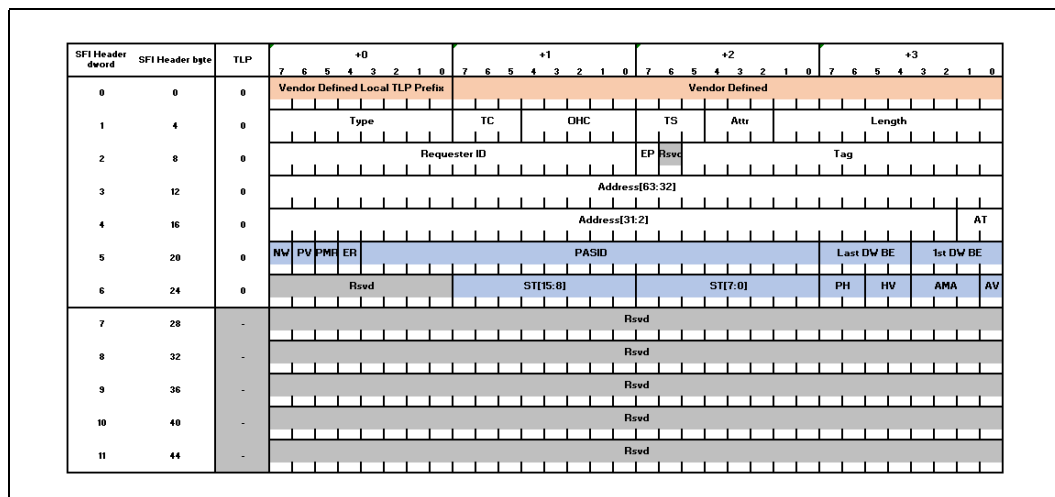 SFI Header dword SFI Header byte TLP +0 +1 +2 +3
7 6 5 4 3 2 1 0 7 6 5 4 3 2 1 0 7 6 5 4 3 2 1 0 7 6 5 4 3 2 1 0
0 0 0 Vendor Defined Local TLP Prefix Vendor Defined
1 4 0 Type TC OHC TS Attr Length
2 8 0 Requester ID EP Rsvd Tag
3 12 0 Address[63:32]
4 16 0 Address[31:2] AT
5 20 0 NW PV PMR ER PASID Last DW BE 1st DW BE
6 24 0 Rsvd ST[15:8] ST[7:0] PH HV AMA AV
7 28 - Rsvd
8 32 - Rsvd
9 36 - Rsvd
10 40 - Rsvd
11 44 - Rsvd